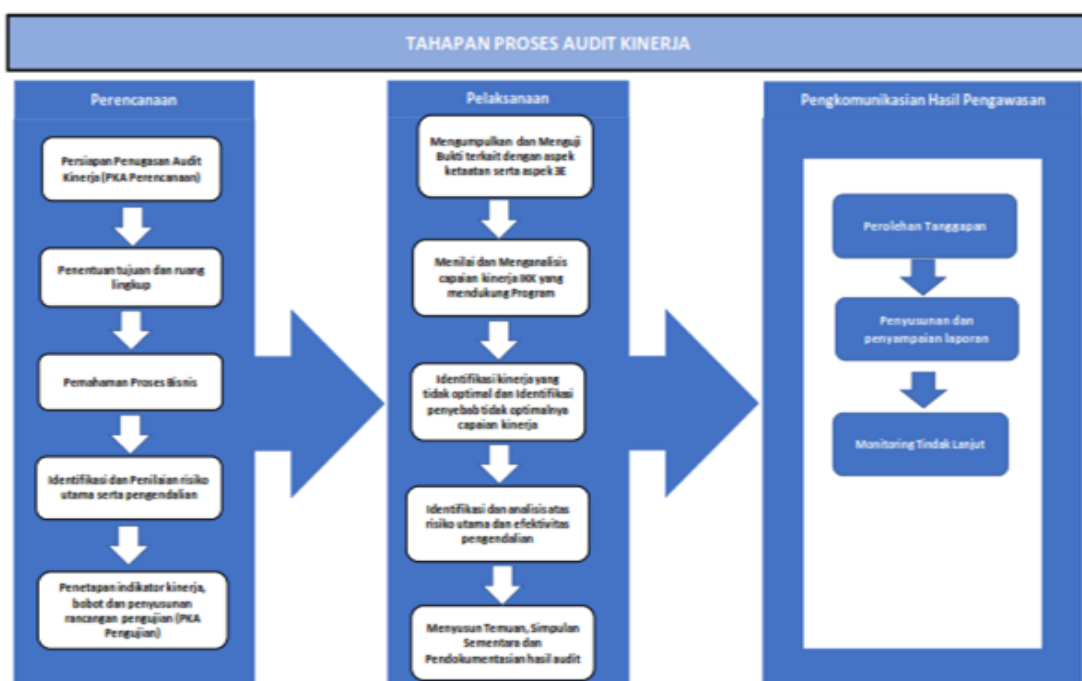 TAHAPAN PROSES AUDIT KINERJA
Perencanaan
Persiapan Penugasan Audit
Kinerja (PKA Perencanaan)
Penentuan tujuan dan ruang
lingkup
Pemahaman Proses Bisnis
Identifikasi dan Penilaian risiko
utama serta pengendalian
Penetapan indikator kinerja,
bobot dan penyusunan
rancangan pengujian (PKA
Pengujian)
Pelaksanaan
Mengumpulkan dan Menguji
Bukti terkait dengan aspek
ketaatan serta aspek 3E
Menilai dan Menganalisis
capaian kinerja IKK yang
mendukung Program
Identifikasi kinerja yang
tidak optimal dan Identifikasi
penyebab tidak optimalnya
capaian kinerja
Identifikasi dan analisis atas
risiko utama dan efektivitas
pengendalian
Menyusun Temuan, Simpulan
Sementara dan
Pendokumentasian hasil audit
Pengkomunikasian Hasil Pengawasan
Perolehan Tanggapan
Penyusunan dan
penyampaian laporan
Monitoring Tindak Lanjut